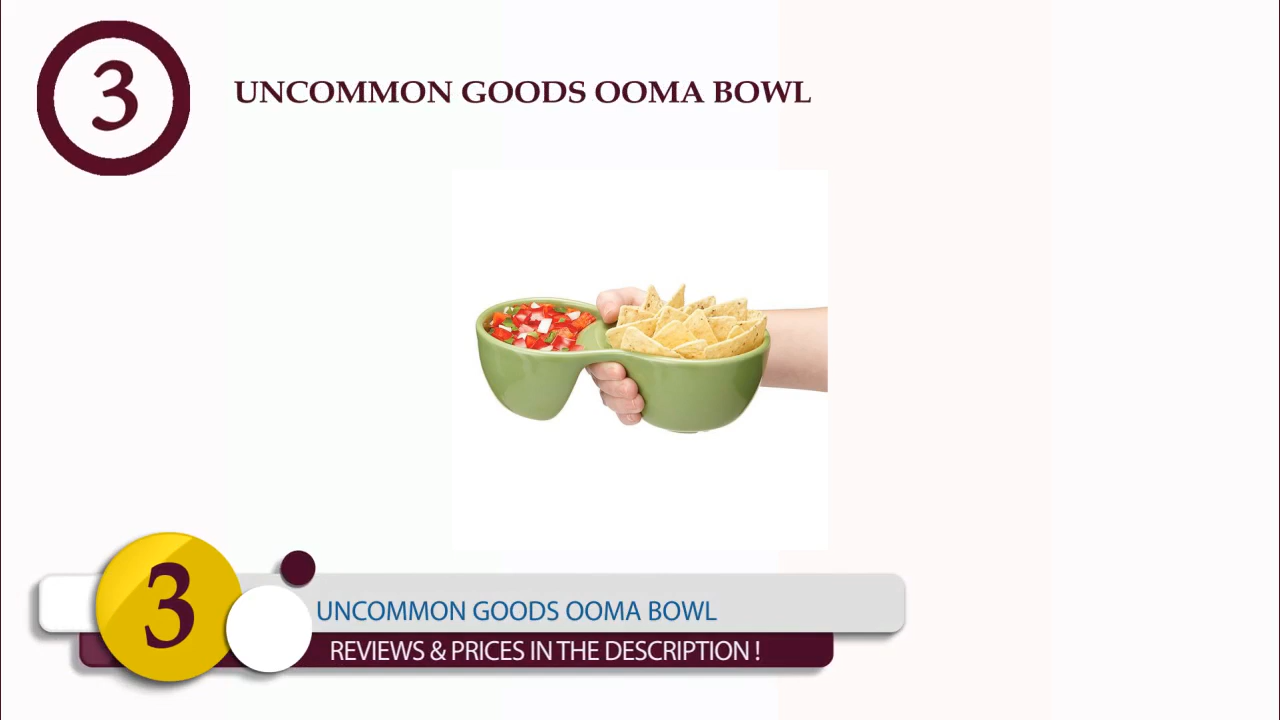 3
UNCOMMON GOODS OOMA BOWL
3
UNCOMMON GOODS OOMA BOWL
REVIEWS & PRICES IN THE DESCRIPTION !